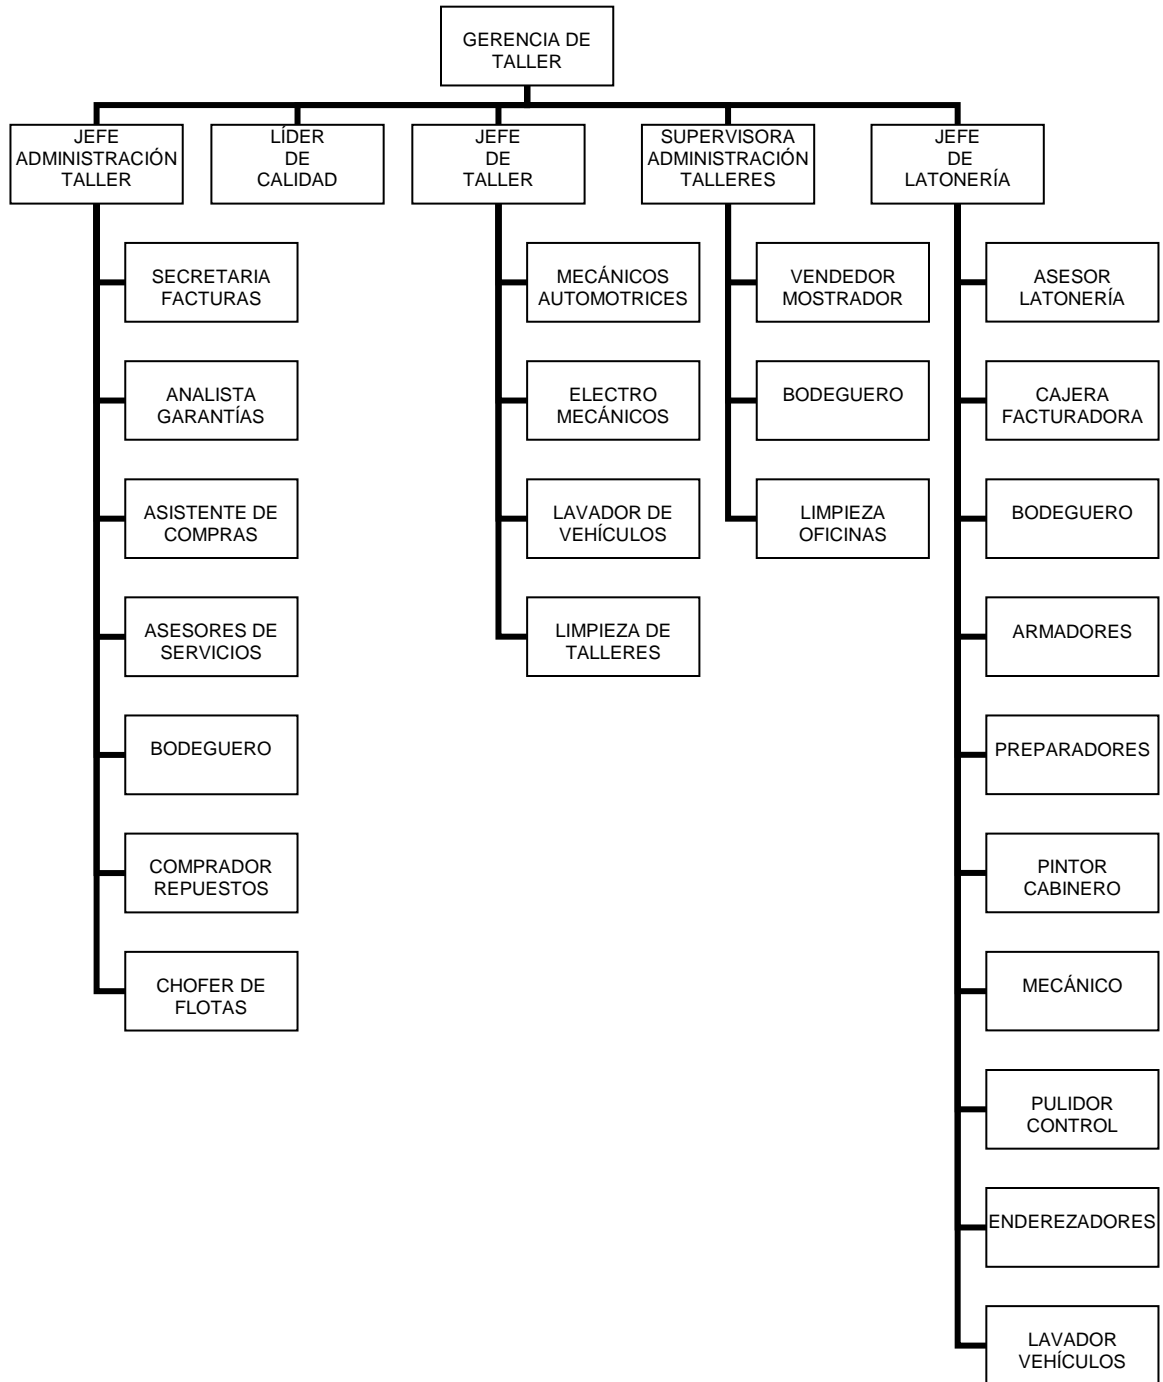 GERENCIA DE
TALLER
JEFE
ADMINISTRACIÓN
TALLER
LÍDER
DE
CALIDAD
JEFE
DE
TALLER
SUPERVISORA
ADMINISTRACIÓN
TALLERES
JEFE
DE
LATONERÍA
SECRETARIA
FACTURAS
ANALISTA
GARANTÍAS
ASISTENTE DE
COMPRAS
ASESORES DE
SERVICIOS
BODEGUERO
COMPRADOR
REPUESTOS
CHOFER DE
FLOTAS
MECÁNICOS
AUTOMOTRICES
ELECTRO
MECÁNICOS
LAVADOR DE
VEHÍCULOS
LIMPIEZA DE
TALLERES
VENDEDOR
MOSTRADOR
BODEGUERO
LIMPIEZA
OFICINAS
ASESOR
LATONERÍA
CAJERA
FACTURADORA
BODEGUERO
ARMADORES
PREPARADORES
PINTOR
CABINERO
MECÁNICO
PULIDOR
CONTROL
ENDEREZADORES
LAVADOR
VEHÍCULOS